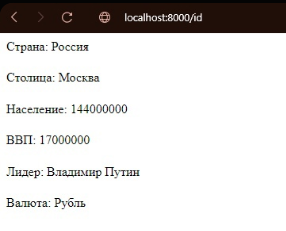 localhost:8000/id
Страна: Россия
Столица: Москва
Население: 144000000
ВВП: 17000000
Лидер: Владимир Путин
Валюта: Рубль